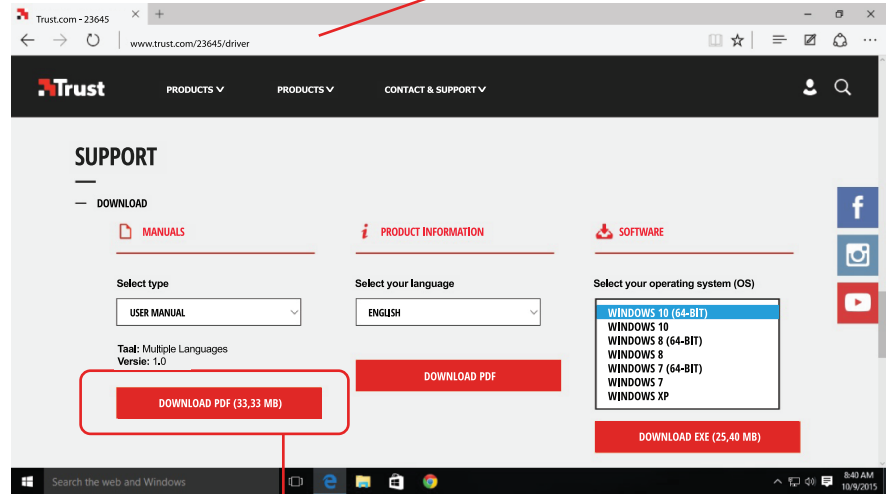 Trust.com - 23645
www.trust.com/23645/driver
Trust
PRODUCTS
PRODUCTS
CONTACT & SUPPORT
SUPPORT
DOWNLOAD
MANUALS
Select type
USER MANUAL
Taal: Multiple Languages
Versie: 1.0
DOWNLOAD PDF (33,33 MB)
i PRODUCT INFORMATION
Select your language
ENGLISH
DOWNLOAD PDF
SOFTWARE
Select your operating system (OS)
WINDOWS 10 (64-BIT)
WINDOWS 10
WINDOWS 8 (64-BIT)
WINDOWS 8
WINDOWS 7 (64-BIT)
WINDOWS 7
WINDOWS XP
DOWNLOAD EXE (25,40 MB)
f
Search the web and Windows
8:40 AM
10/9/2015